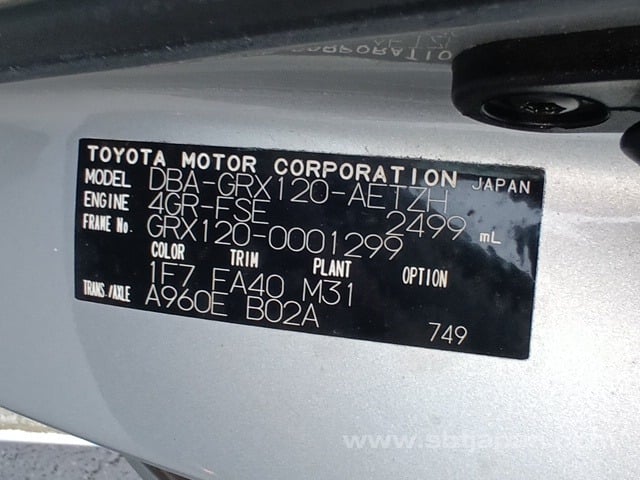 TOYOTA MOTOR CORPORATION JAPAN
MODEL DBA-GRX120-AETZH
ENGINE 4GR-FSE 2499 mL
FRAME No. GRX120-0001299
COLOR TRIM PLANT OPTION
1F7 FA40 M31
TRANS./AXLE A960E B02A
749